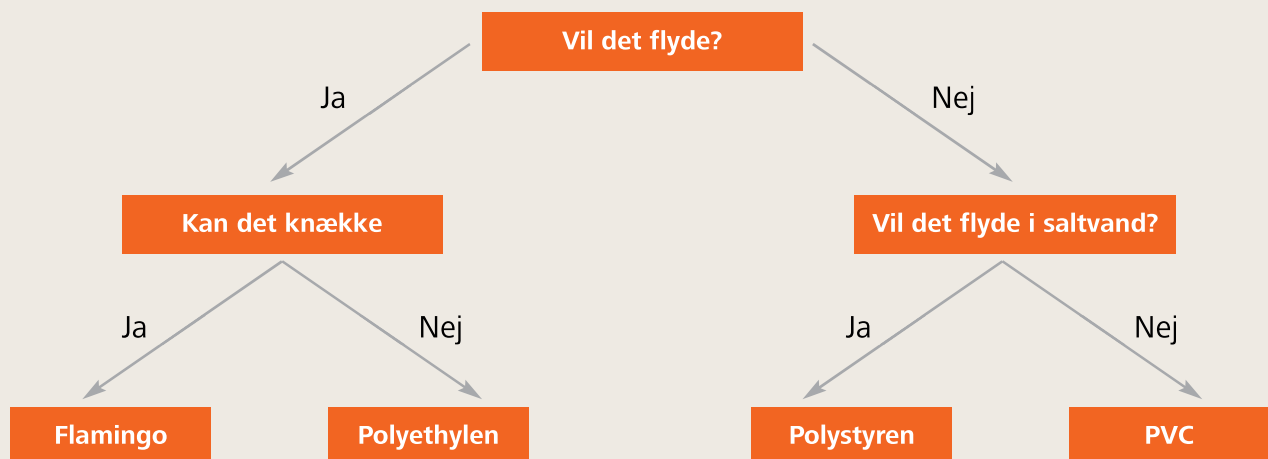 Vil det flyde?
Ja
Nej
Kan det knække
Vil det flyde i saltvand?
Ja
Nej
Ja
Nej
Flamingo
Polyethylen
Polystyren
PVC